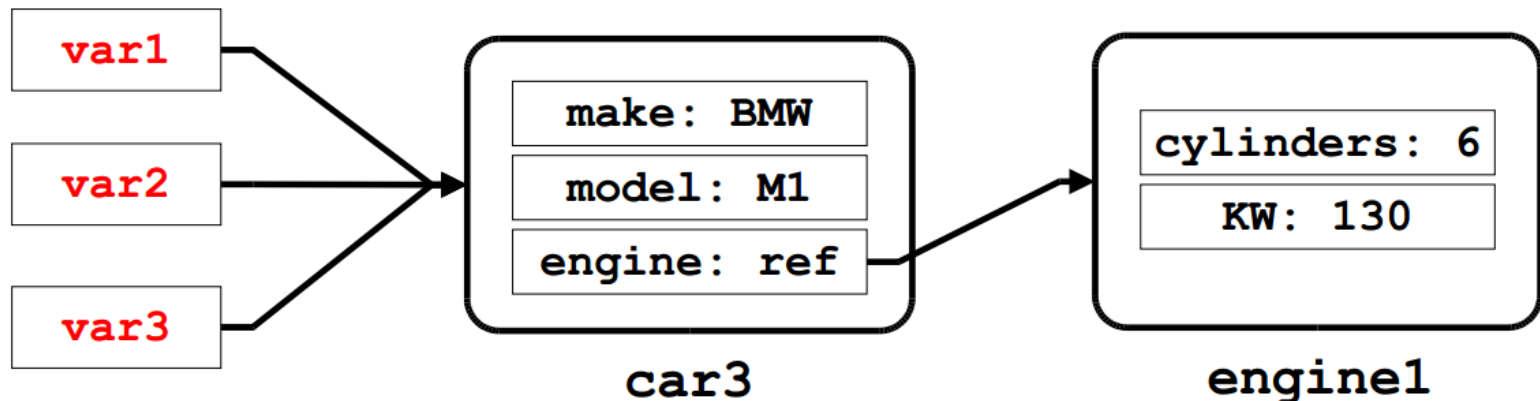 var1
var2
var3
make: BMW
model: M1
engine: ref
car3
cylinders: 6
KW: 130
engine1